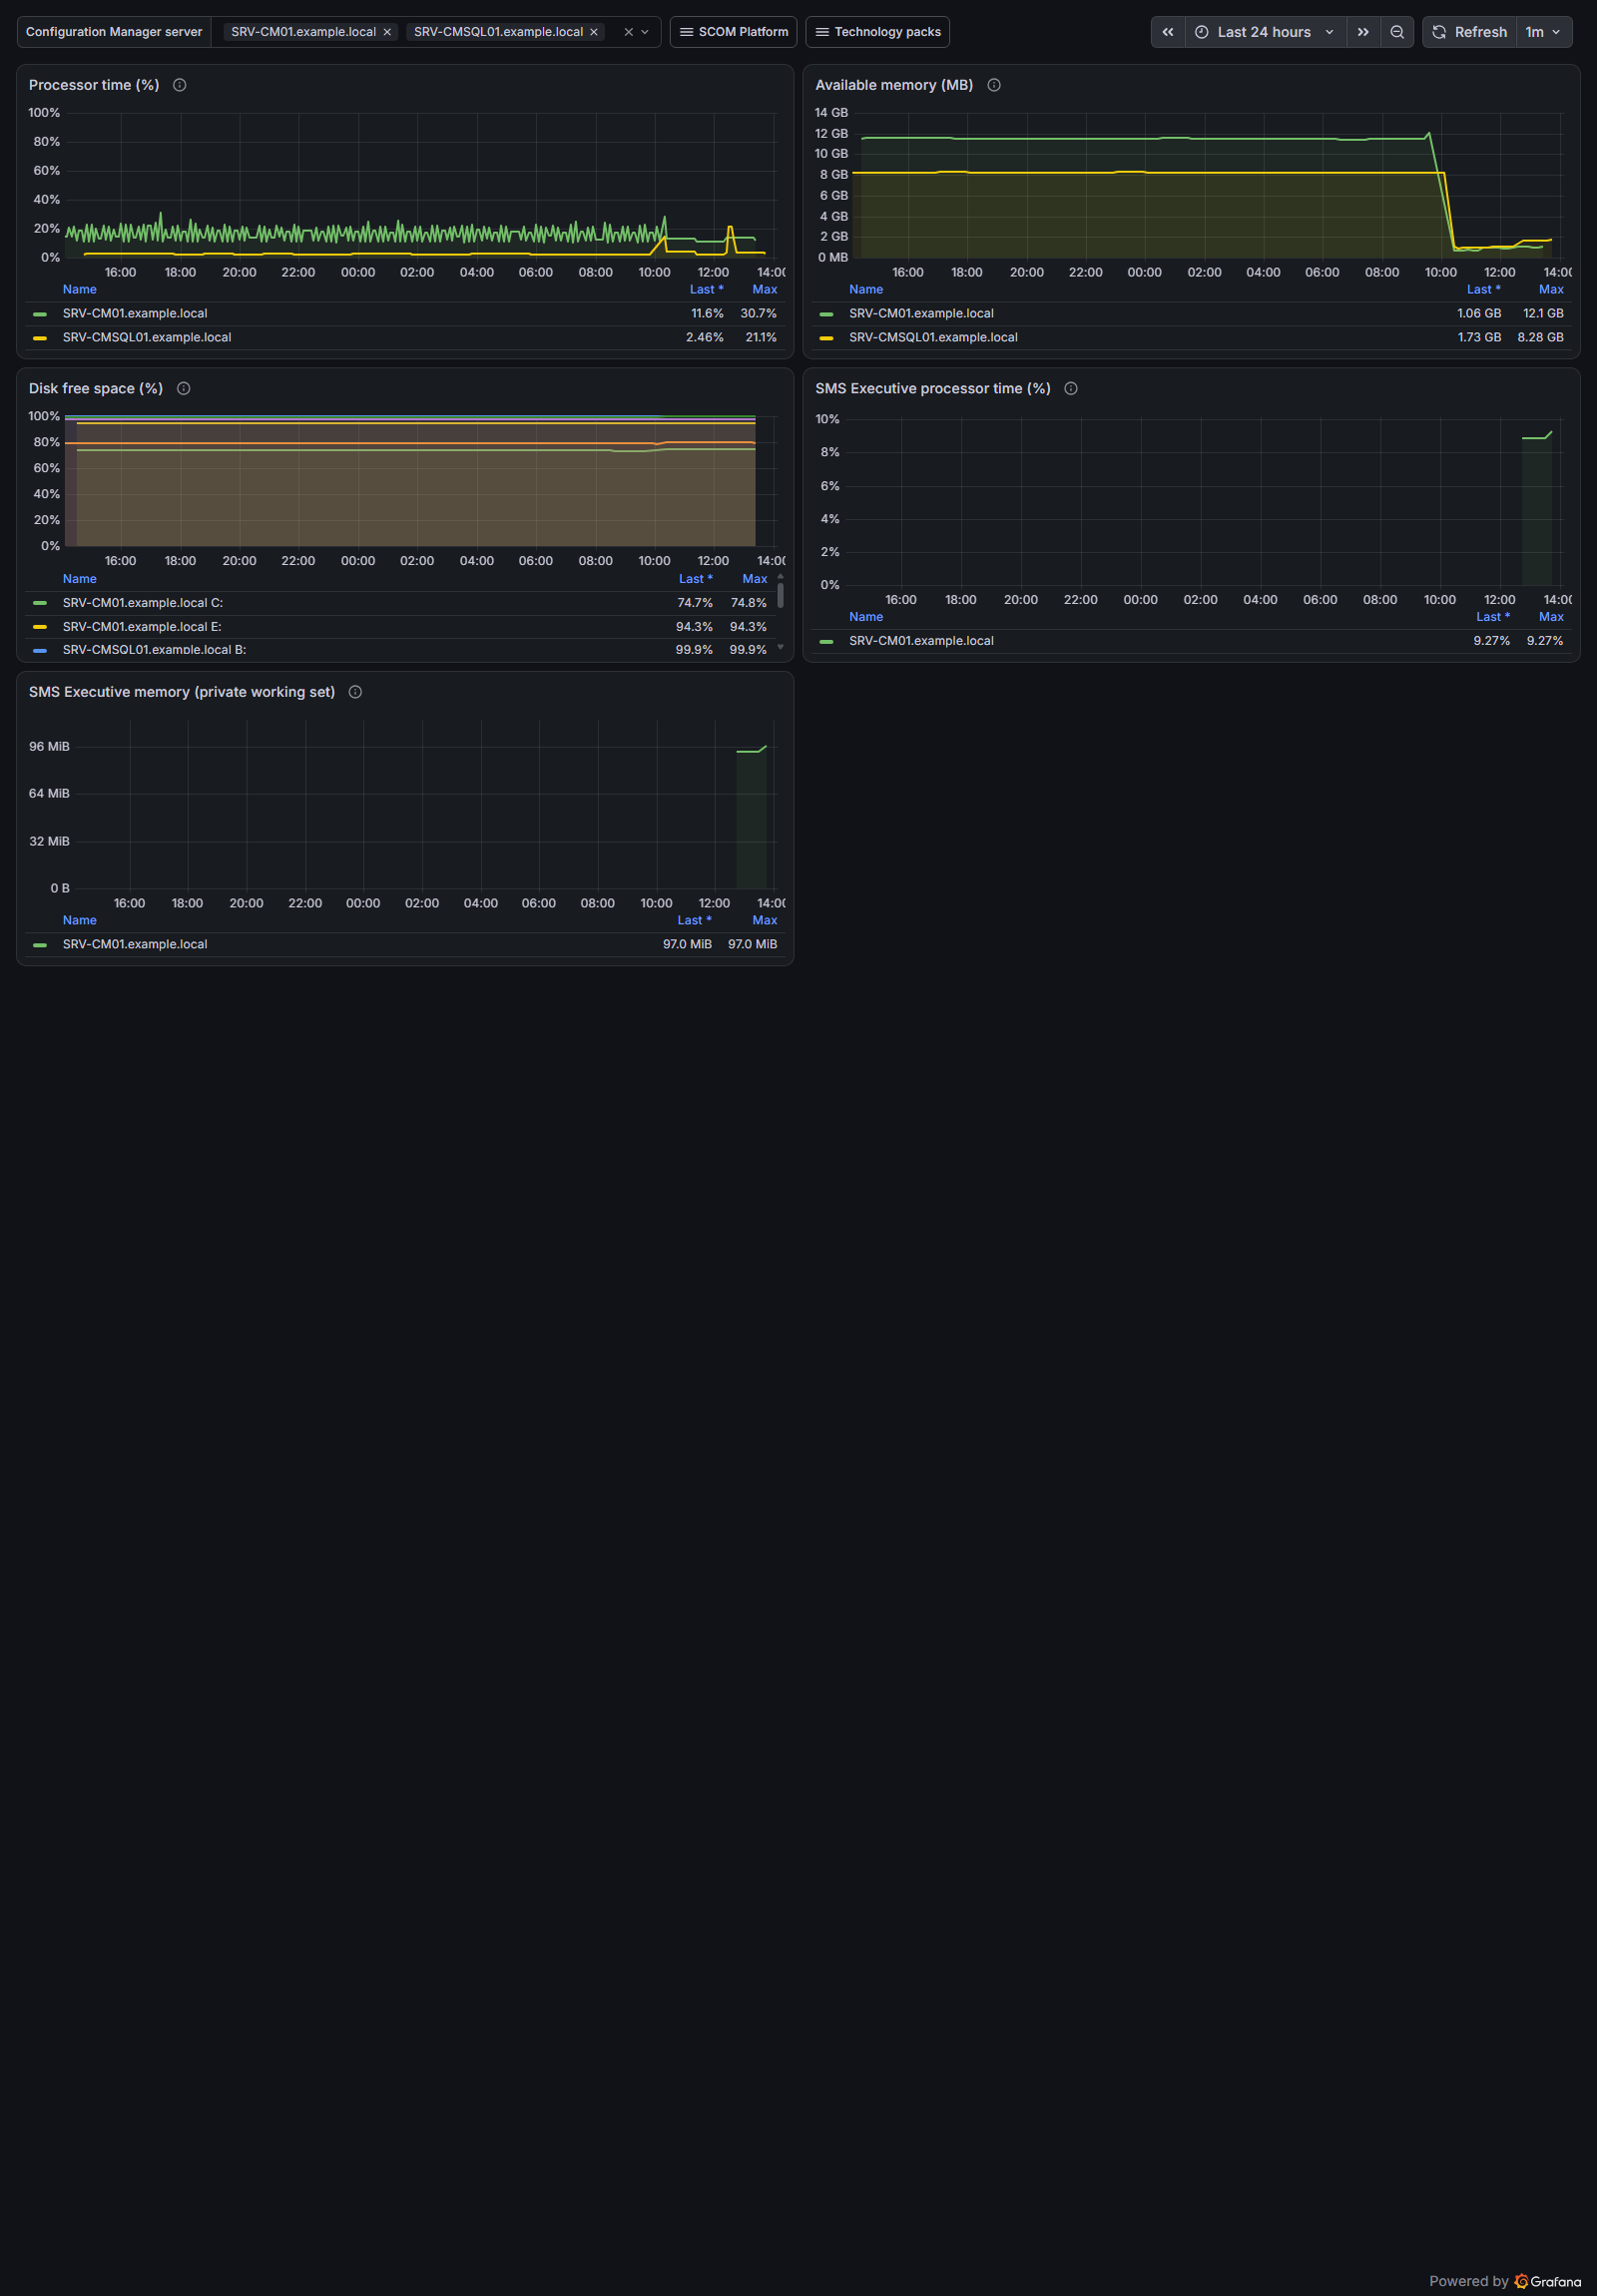 Configuration Manager server SRV-CM01.example.local SRV-CMSQL01.example.local SCOM Platform Technology packs Last 24 hours Refresh 1m
Processor time (%)
100%
80%
60%
40%
20%
0%
16:00 18:00 20:00 22:00 00:00 02:00 04:00 06:00 08:00 10:00 12:00 14:00
Name Last * Max
SRV-CM01.example.local 11.6% 30.7%
SRV-CMSQL01.example.local 2.46% 21.1%
Available memory (MB)
14 GB
12 GB
10 GB
8 GB
6 GB
4 GB
2 GB
0 MB
16:00 18:00 20:00 22:00 00:00 02:00 04:00 06:00 08:00 10:00 12:00 14:00
Name Last * Max
SRV-CM01.example.local 1.06 GB 12.1 GB
SRV-CMSQL01.example.local 1.73 GB 8.28 GB
Disk free space (%)
100%
80%
60%
40%
20%
0%
16:00 18:00 20:00 22:00 00:00 02:00 04:00 06:00 08:00 10:00 12:00 14:00
Name Last * Max
SRV-CM01.example.local C: 74.7% 74.8%
SRV-CM01.example.local E: 94.3% 94.3%
SRV-CMSQL01.example.local B: 99.9% 99.9%
SMS Executive processor time (%)
10%
8%
6%
4%
2%
0%
16:00 18:00 20:00 22:00 00:00 02:00 04:00 06:00 08:00 10:00 12:00 14:00
Name Last * Max
SRV-CM01.example.local 9.27% 9.27%
SMS Executive memory (private working set)
96 MiB
64 MiB
32 MiB
0 B
16:00 18:00 20:00 22:00 00:00 02:00 04:00 06:00 08:00 10:00 12:00 14:00
Name Last * Max
SRV-CM01.example.local 97.0 MiB 97.0 MiB
Powered by Grafana